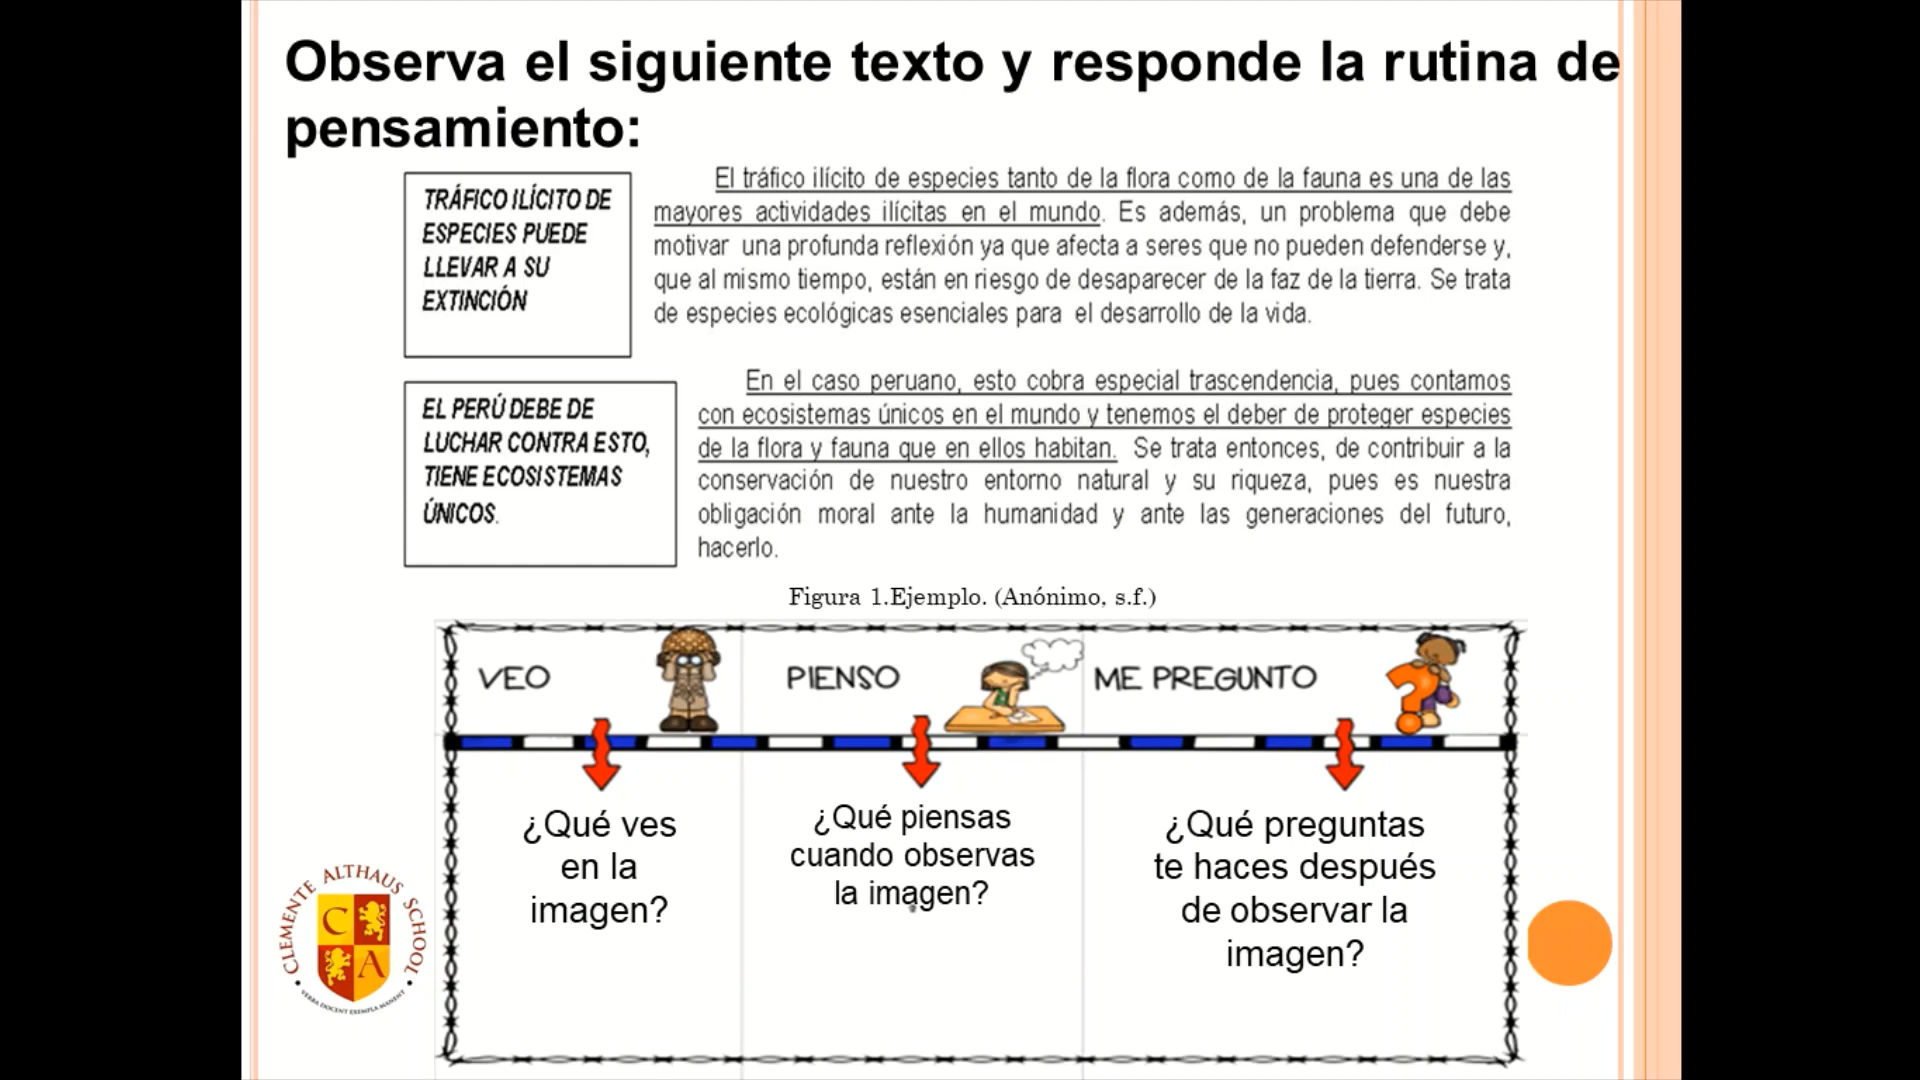 Observa el siguiente texto y responde la rutina de
pensamiento:
TRÁFICO ILÍCITO DE
ESPECIES PUEDE
LLEVAR A SU
EXTINCIÓN
El tráfico ilícito de especies tanto de la flora como de la fauna es una de las
mayores actividades ilícitas en el mundo. Es además, un problema que debe
motivar una profunda reflexión ya que afecta a seres que no pueden defenderse y,
que al mismo tiempo, están en riesgo de desaparecer de la faz de la tierra. Se trata
de especies ecológicas esenciales para el desarrollo de la vida.
EL PERÚ DEBE DE
LUCHAR CONTRA ESTO,
TIENE ECOSISTEMAS
ÚNICOS.
En el caso peruano, esto cobra especial trascendencia, pues contamos
con ecosistemas únicos en el mundo y tenemos el deber de proteger especies
de la flora y fauna que en ellos habitan. Se trata entonces, de contribuir a la
conservación de nuestro entorno natural y su riqueza, pues es nuestra
obligación moral ante la humanidad y ante las generaciones del futuro,
hacerlo.
Figura 1.Ejemplo. (Anónimo, s.f.)
VEO
PIENSO
ME PREGUNTO
¿Qué ves
en la
imagen?
¿Qué piensas
cuando observas
la imagen?
¿Qué preguntas
te haces después
de observar la
imagen?
CLEMENTE ALTHAUS SCHOOL
C
A
VERBA DOCENT EXEMPLA MANENT